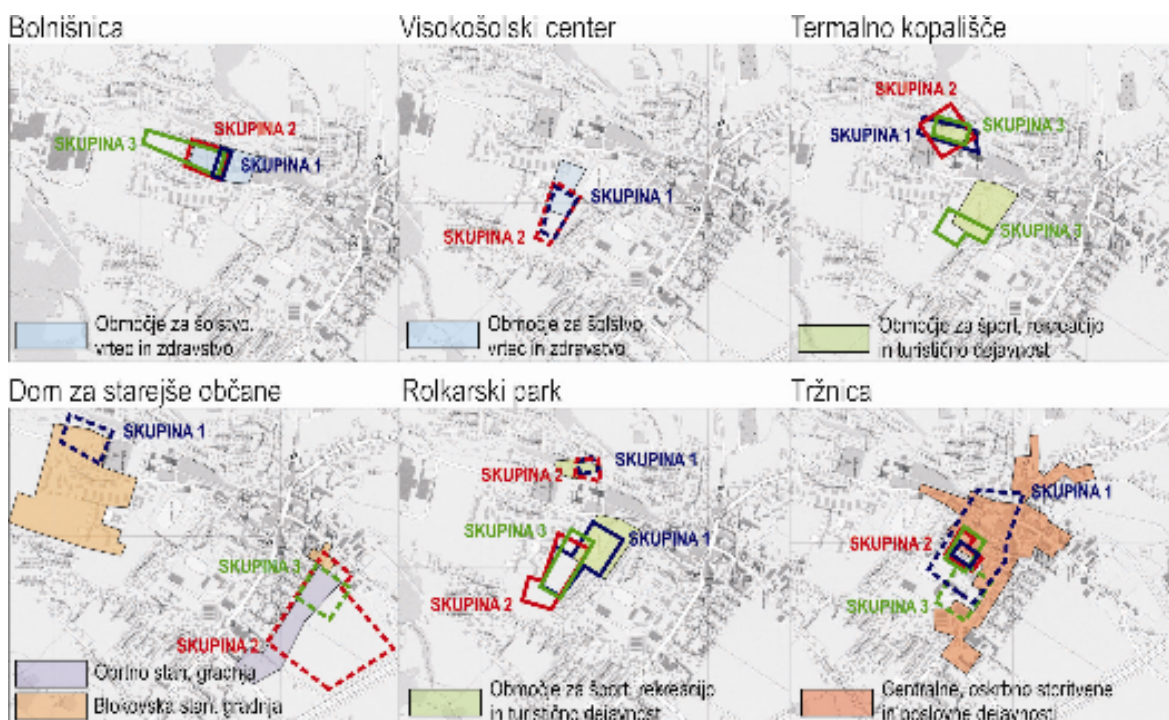 Bolnišnica
SKUPINA 2
SKUPINA 3
SKUPINA 1
Območje za šolstvo,
vrtec in zdravstvo
Visokošolski center
SKUPINA 1
SKUPINA 2
Območje za šolstvo,
vrtec in zdravstvo
Termalno kopališče
SKUPINA 2
SKUPINA 1
SKUPINA 3
SKUPINA 3
Območje za šport, rekreacijo
in turistično dejavnost
Dom za starejše občane
SKUPINA 1
SKUPINA 3
SKUPINA 2
stan. gradnja
Blokovska stan. gradnja
Rolkarski park
SKUPINA 1
SKUPINA 2
SKUPINA 3
SKUPINA 1
SKUPINA 2
Območje za šport, rekreacijo
in turistično dejavnost
Tržnica
SKUPINA 1
SKUPINA 2
SKUPINA 3
Centralne, oskrbno storitvene
in poslovne dejavnosti